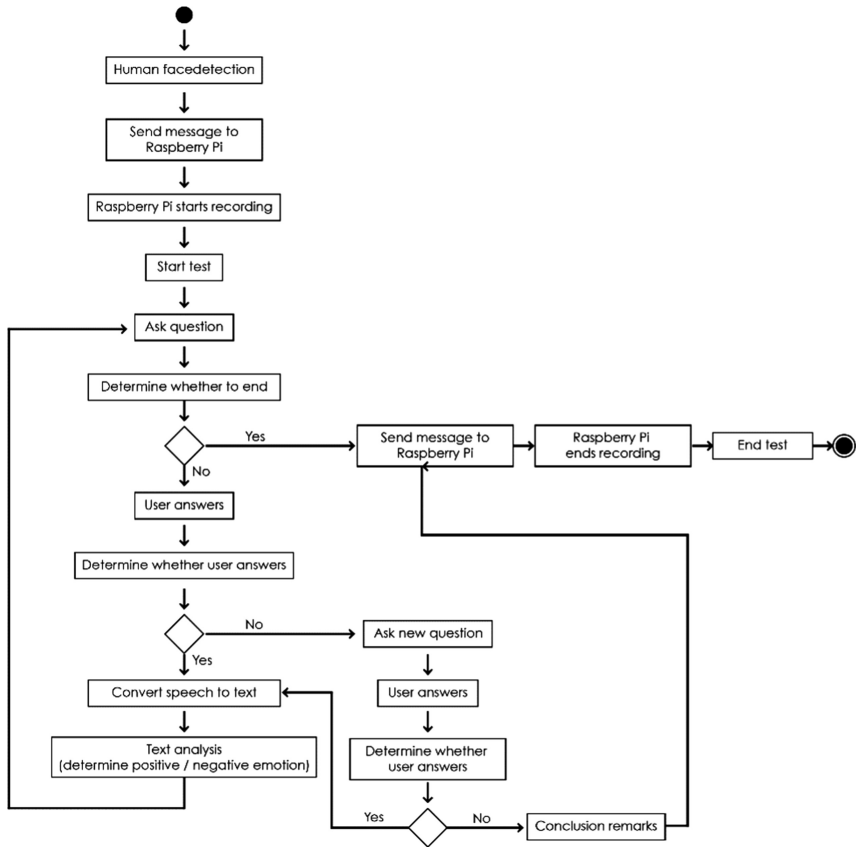 Human facedetection
Send message to
Raspberry Pi
Raspberry Pi starts recording
Start test
Ask question
Determine whether to end
Yes
No
Send message to
Raspberry Pi
Raspberry Pi
ends recording
End test
User answers
Determine whether user answers
No
Yes
Ask new question
Convert speech to text
User answers
Text analysis
(determine positive / negative emotion)
Determine whether
user answers
Yes
No
Conclusion remarks